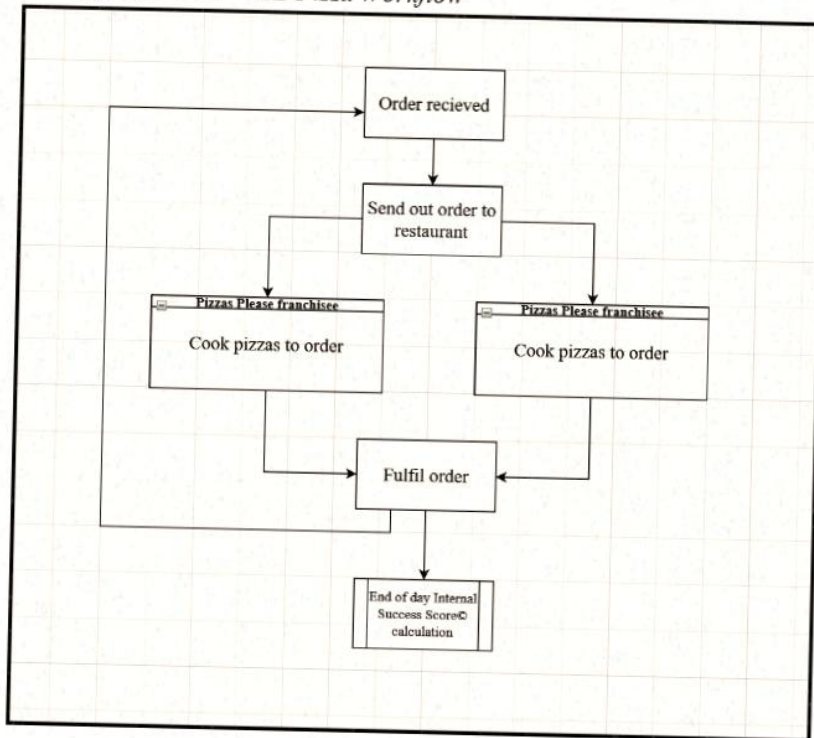 Workflow
Order recieved
Send out order to
restaurant
Pizzas Please franchisee
Cook pizzas to order
Pizzas Please franchisee
Cook pizzas to order
Fulfil order
End of day Internal
Success Score©
calculation